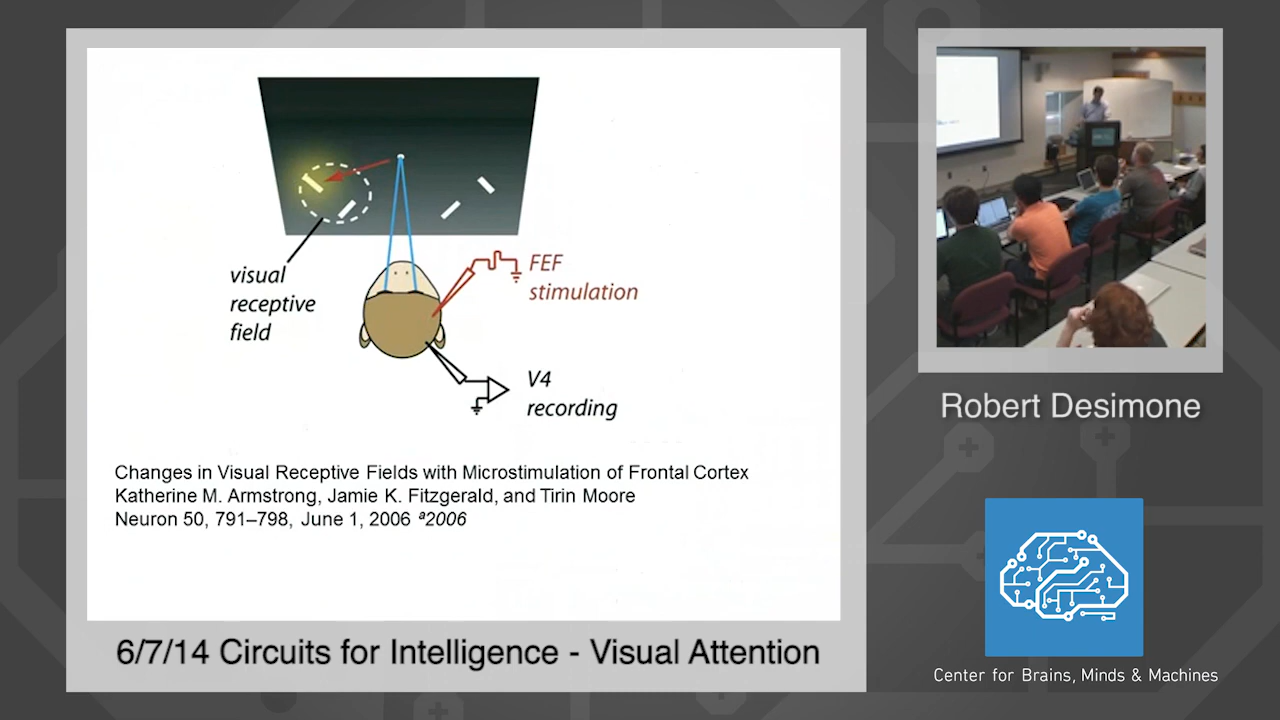 visual
receptive
field
FEF
stimulation
V4
recording
Changes in Visual Receptive Fields with Microstimulation of Frontal Cortex
Katherine M. Armstrong, Jamie K. Fitzgerald, and Tirin Moore
Neuron 50, 791–798, June 1, 2006 ª2006
6/7/14 Circuits for Intelligence - Visual Attention
Robert Desimone
Center for Brains, Minds & Machines